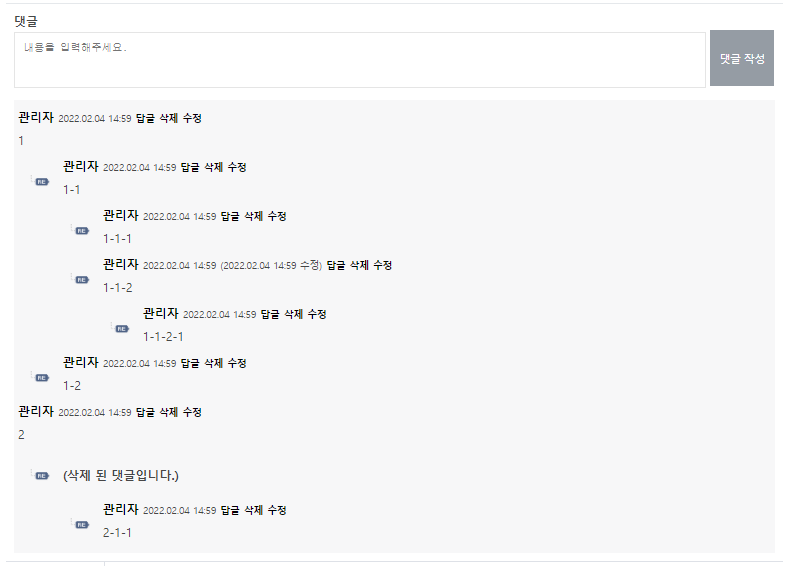 댓글
내용을 입력해주세요.
댓글 작성
관리자 2022.02.04 14:59 답글 삭제 수정
1
관리자 2022.02.04 14:59 답글 삭제 수정
RE
1-1
관리자 2022.02.04 14:59 답글 삭제 수정
RE
1-1-1
관리자 2022.02.04 14:59 (2022.02.04 14:59 수정) 답글 삭제 수정
RE
1-1-2
관리자 2022.02.04 14:59 답글 삭제 수정
RE
1-1-2-1
관리자 2022.02.04 14:59 답글 삭제 수정
RE
1-2
관리자 2022.02.04 14:59 답글 삭제 수정
2
RE (삭제 된 댓글입니다.)
관리자 2022.02.04 14:59 답글 삭제 수정
RE
2-1-1